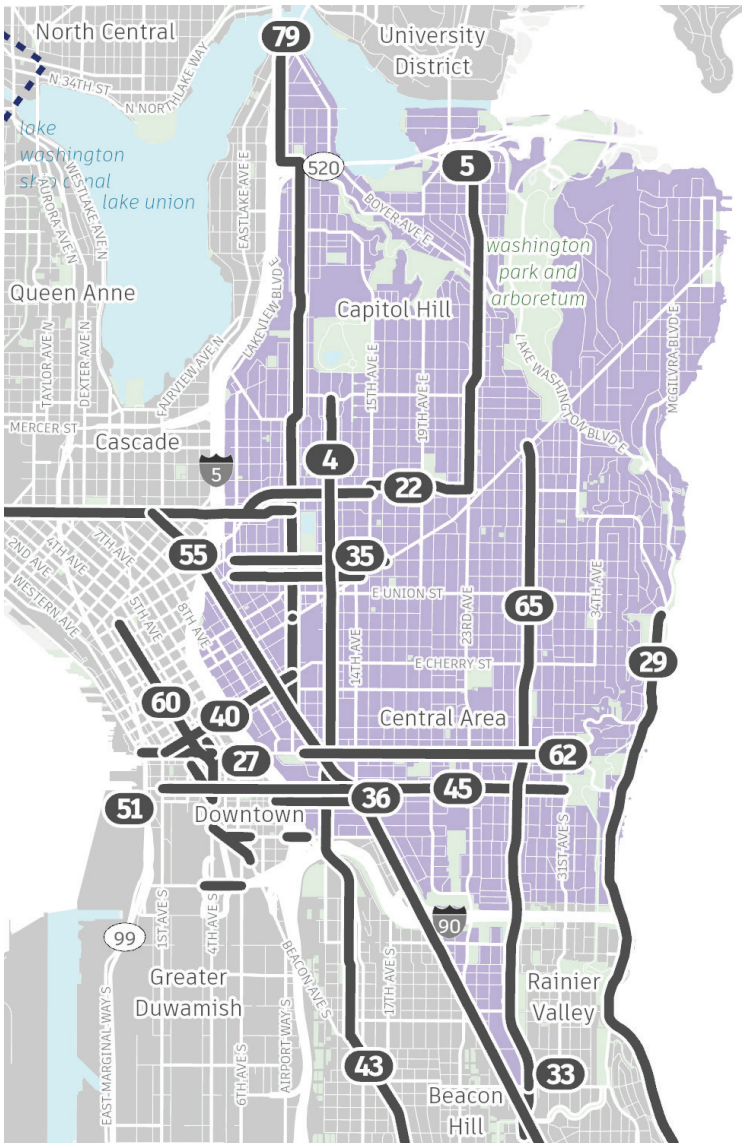 North Central
79
University
District
N 34TH ST
N NORTHLAKE WAY
lake
washington
ship canal
lake union
520
5
BOYER AVE E
WESTLAKE AVE N
AURORA AVE N
EASTLAKE AVE E
washington
park and
arboretum
Queen Anne
Capitol Hill
LAKEVIEW BLVD E
TAYLOR AVE N
DEXTER AVE N
FAIRVIEW AVE N
15TH AVE E
19TH AVE E
LAKE WASHINGTON BLVD E
MCGILVRA BLVD E
MERCER ST
Cascade
4
5
22
2ND AVE
4TH AVE
7TH AVE
55
35
WESTERN AVE
5TH AVE
8TH AVE
E UNION ST
65
23RD AVE
34TH AVE
29
14TH AVE
E CHERRY ST
60
40
Central Area
27
62
51
Downtown
36
45
31ST AVE S
99
1ST AVE S
4TH AVE S
90
Greater
Duwamish
BEACON AVE S
17TH AVE S
Rainier
Valley
EAST MARGINAL WAY S
6TH AVE S
AIRPORT WAY S
43
33
Beacon
Hill